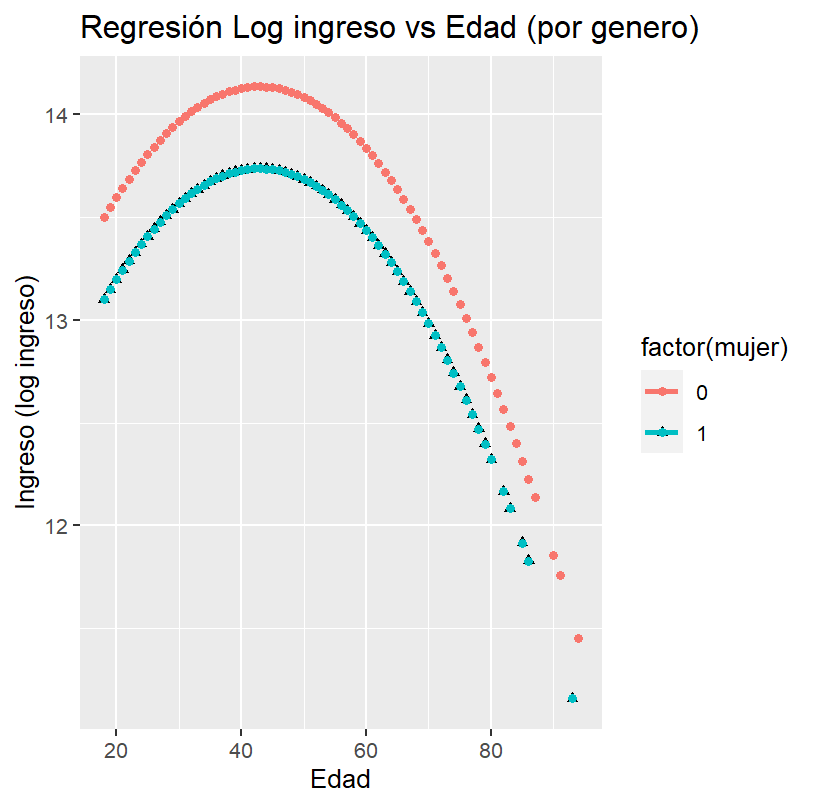 Regresión Log ingreso vs Edad (por genero)
Ingreso (log ingreso)
14
13
12
20 40 60 80
Edad
factor(mujer)
0
1